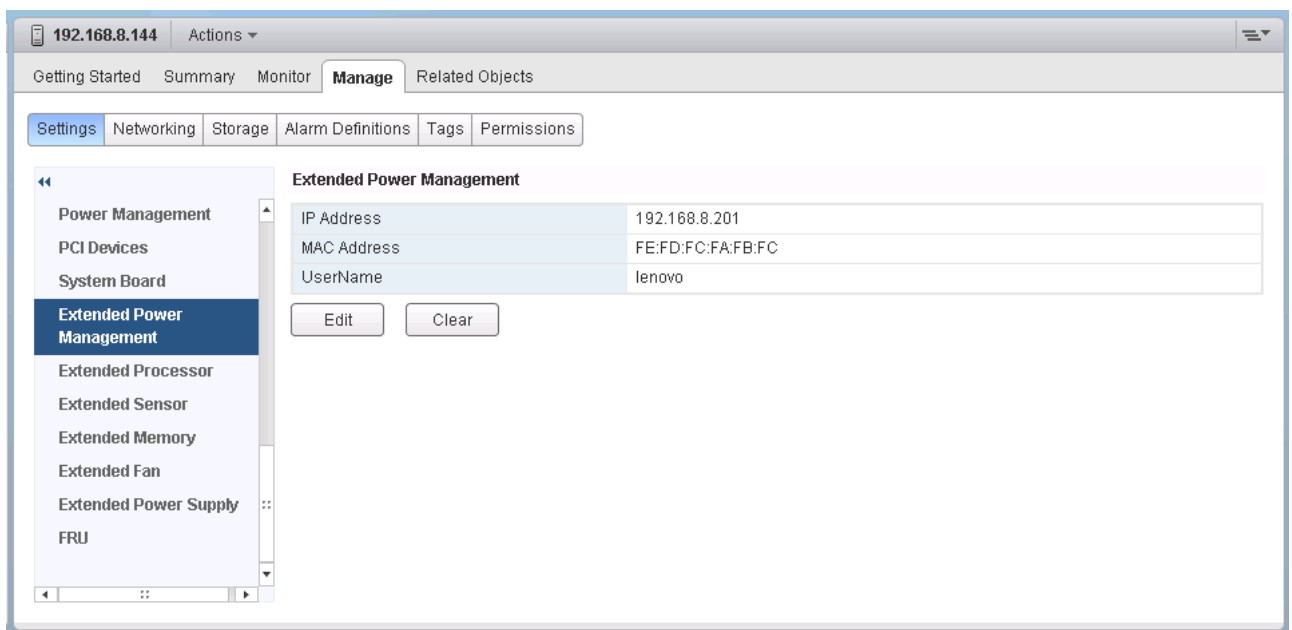 192.168.8.144 Actions
Getting Started Summary Monitor Manage Related Objects
Settings Networking Storage Alarm Definitions Tags Permissions
Power Management
PCI Devices
System Board
Extended Power
Management
Extended Processor
Extended Sensor
Extended Memory
Extended Fan
Extended Power Supply
FRU
Extended Power Management
IP Address 192.168.8.201
MAC Address FE:FD:FC:FA:FB:FC
UserName lenovo
Edit Clear